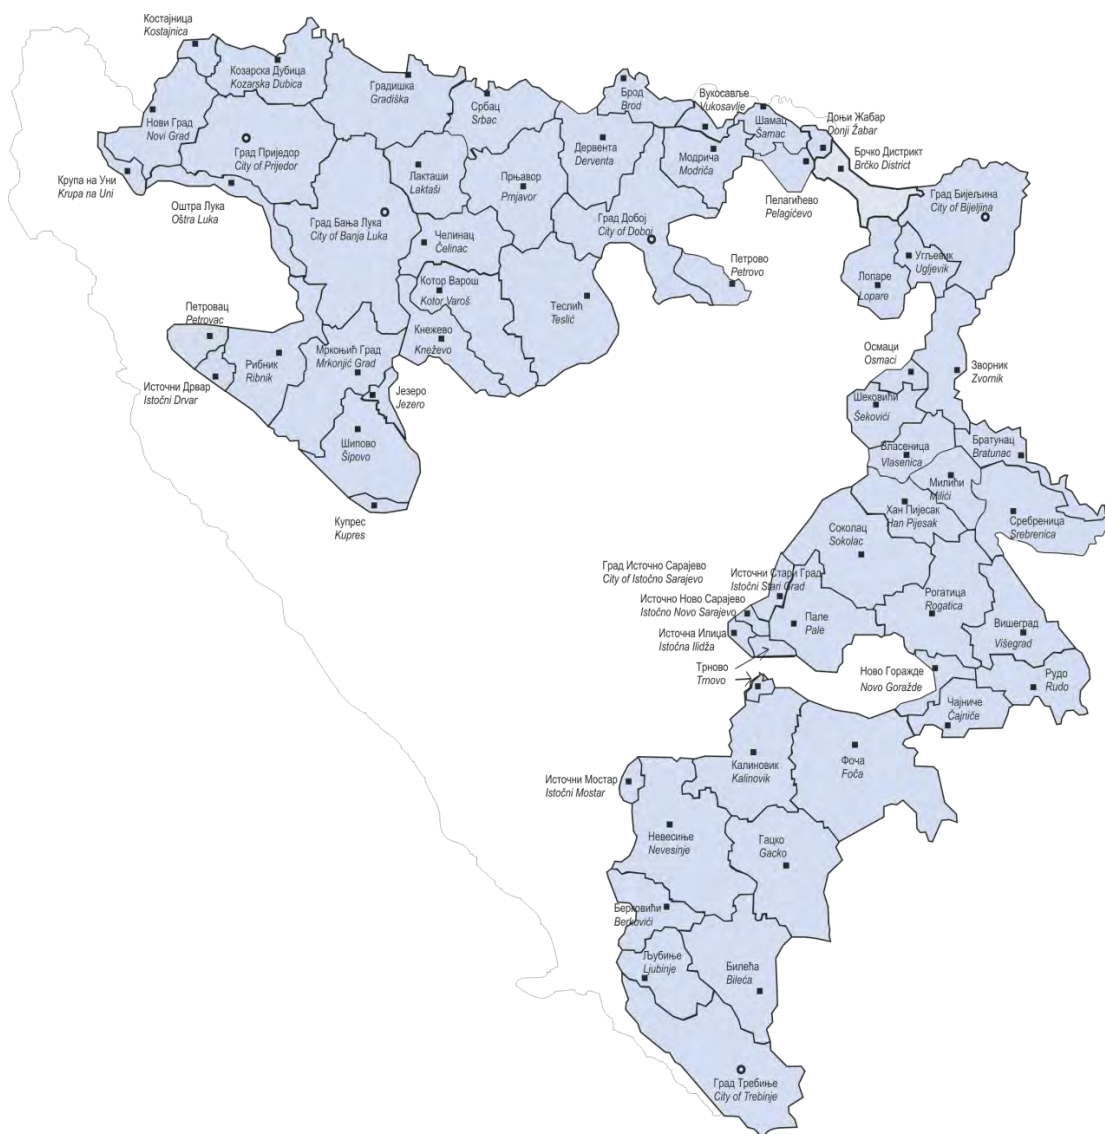 Костајница
Kostajnica
Козарска Дубица
Kozarska Dubica
Градишка
Gradiška
Србац
Srbac
Брод
Brod
Вукосавље
Vukosavlje
Шамац
Šamac
Доњи Жабар
Donji Žabar
Брчко Дистрикт
Brčko District
Нови Град
Novi Grad
Град Приједор
City of Prijedor
Дервента
Derventa
Модрича
Modriča
Лакташи
Laktaši
Прњавор
Prnjavor
Пелагићево
Pelagićevo
Крупа на Уни
Krupa na Uni
Оштра Лука
Oštra Luka
Град Бања Лука
City of Banja Luka
Град Добој
City of Doboj
Град Бијељина
City of Bijeljina
Челинац
Čelinac
Угљевик
Ugljevik
Петрово
Petrovo
Лопаре
Lopare
Котор Варош
Kotor Varoš
Теслић
Teslić
Петровац
Petrovac
Кнежево
Kneževo
Мркоњић Град
Mrkonjić Grad
Рибник
Ribnik
Осмаци
Osmaci
Зворник
Zvornik
Источни Дрвар
Istočni Drvar
Језеро
Jezero
Шековићи
Šekovići
Шипово
Šipovo
Власеница
Vlasenica
Братунац
Bratunac
Милићи
Milići
Хан Пијесак
Han Pijesak
Купрес
Kupres
Соколац
Sokolac
Сребреница
Srebrenica
Град Источно Сарајево
City of Istočno Sarajevo
Источни Стари Град
Istočni Stari Grad
Источно Ново Сарајево
Istočno Novo Sarajevo
Рогатица
Rogatica
Пале
Pale
Вишеград
Višegrad
Источна Илиџа
Istočna Ilidža
Трново
Trnovo
Ново Горажде
Novo Goražde
Рудо
Rudo
Чајниче
Čajniče
Калиновик
Kalinovik
Фоча
Foča
Источни Мостар
Istočni Mostar
Невесиње
Nevesinje
Гацко
Gacko
Берковићи
Berkovići
Љубиње
Ljubinje
Билећа
Bileća
Град Требиње
City of Trebinje